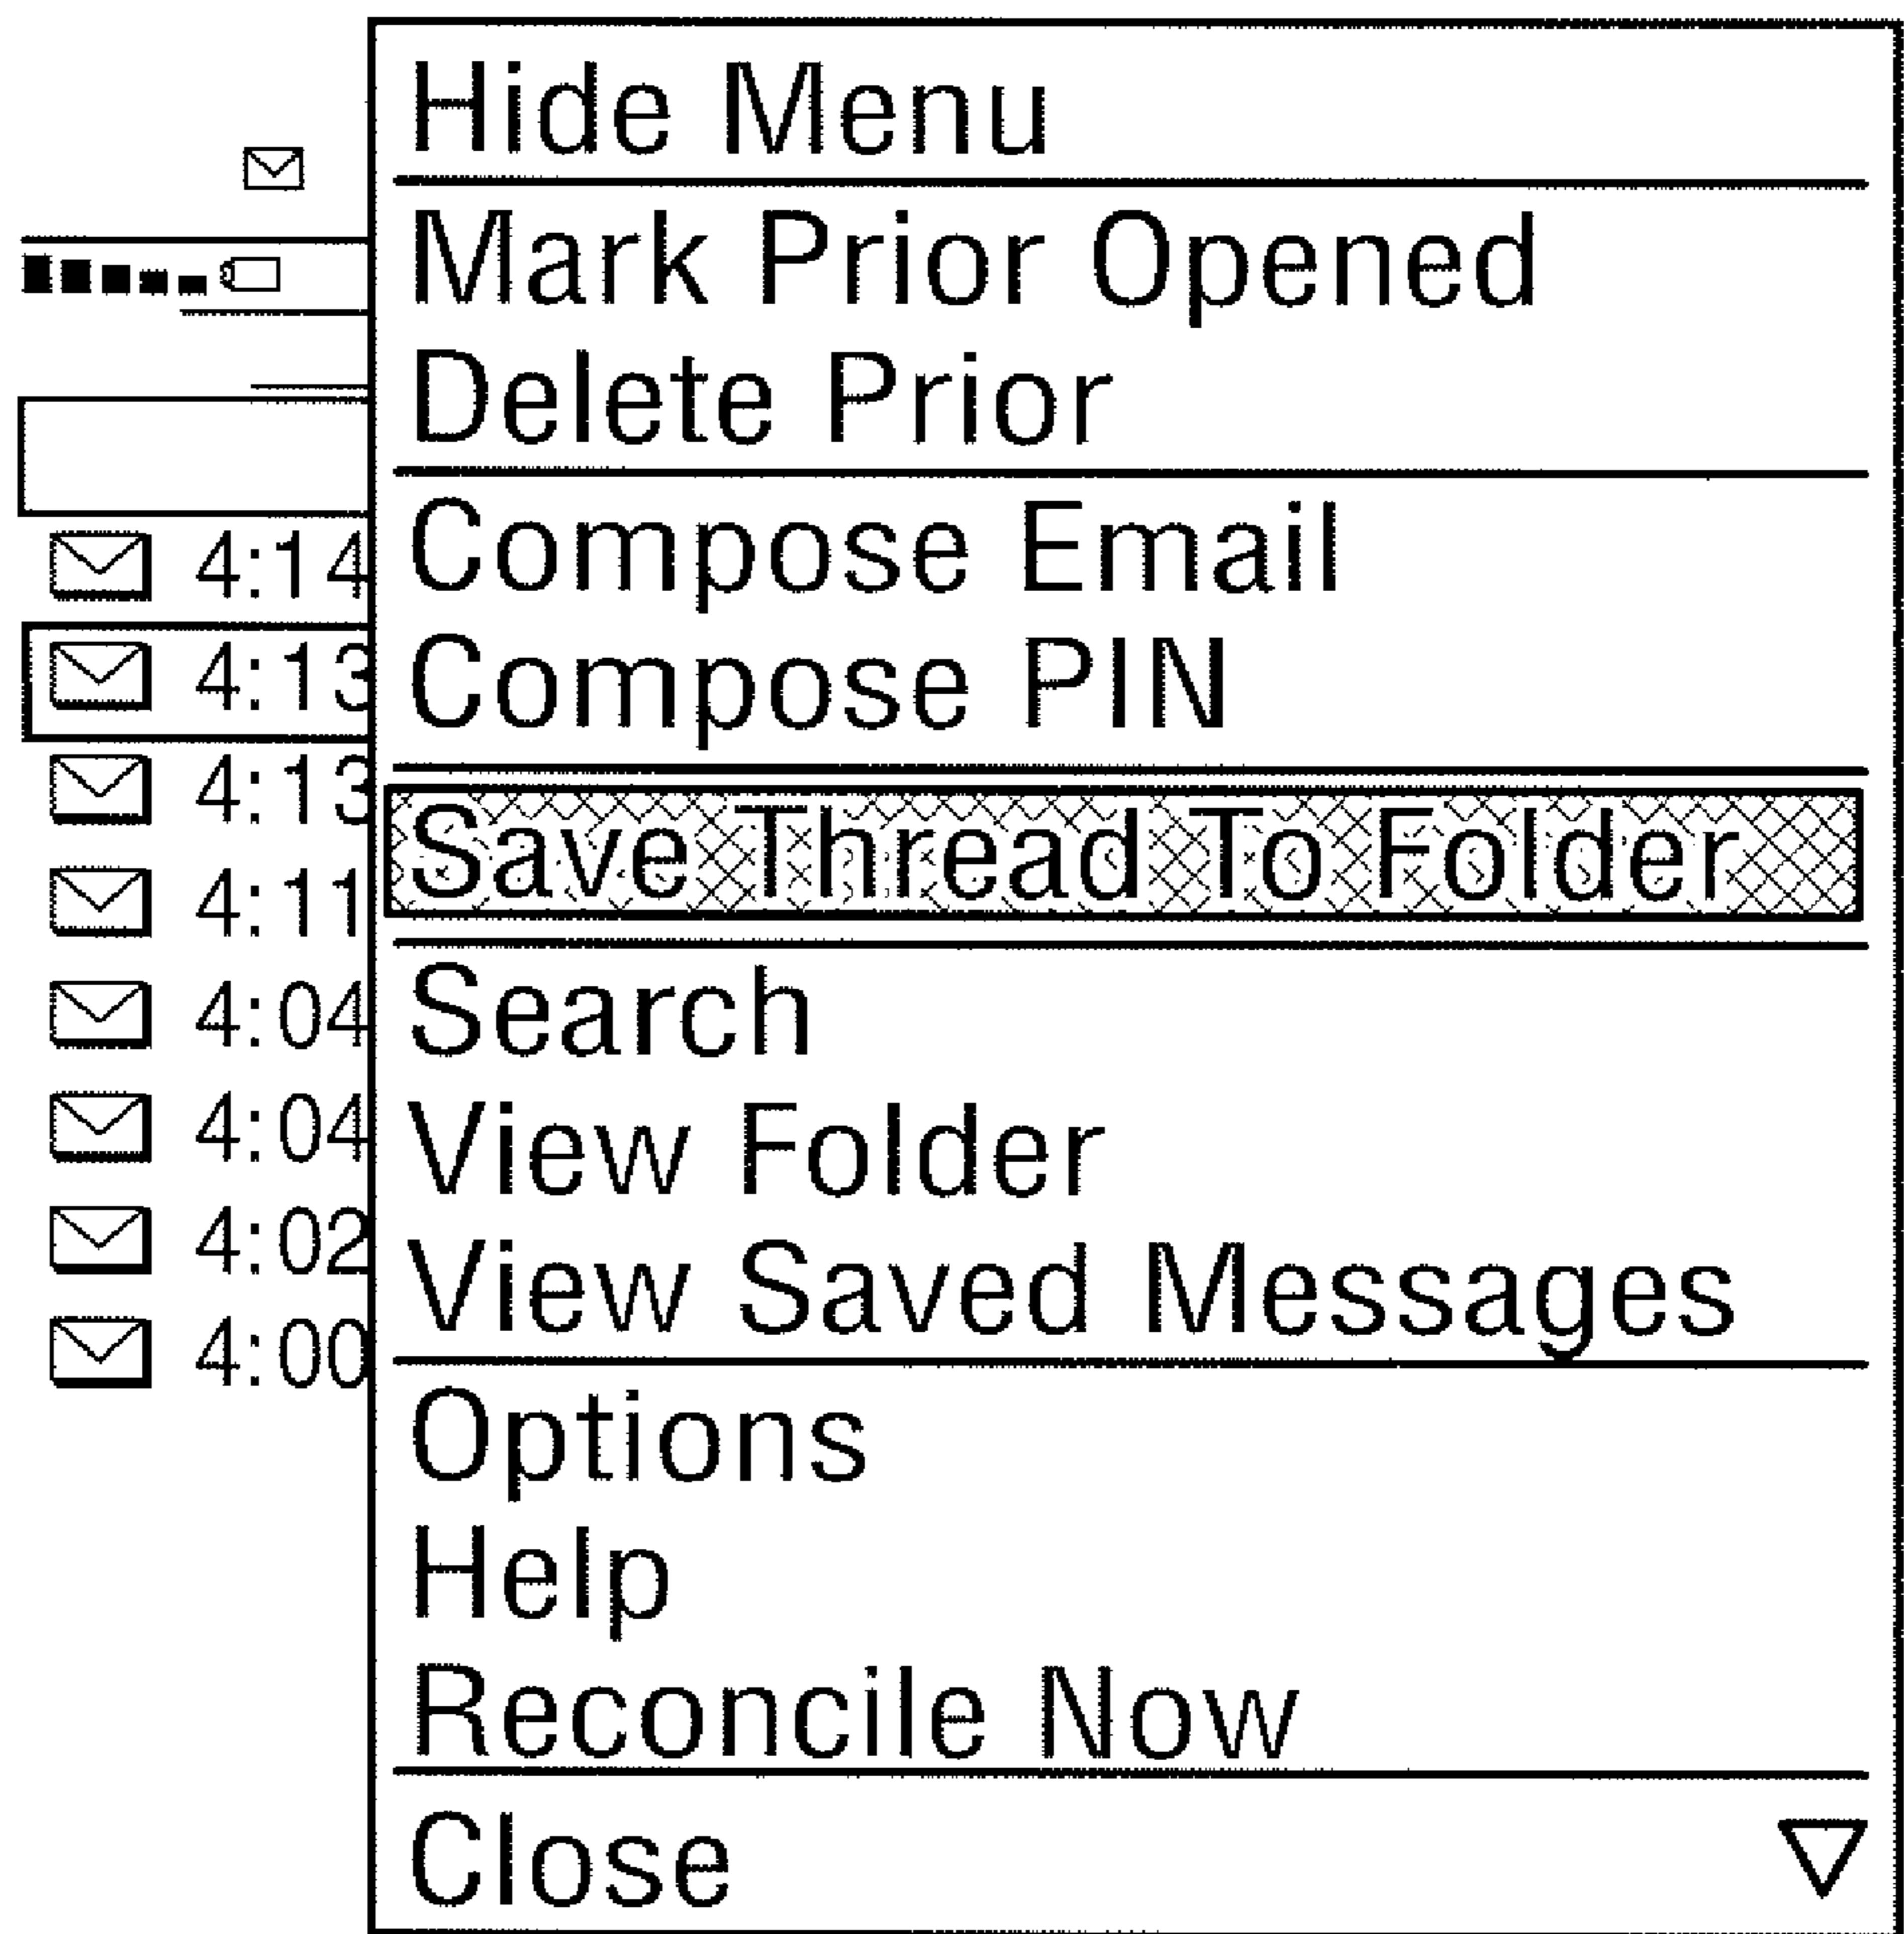 Hide Menu
Mark Prior Opened
Delete Prior
Compose Email
4:14
Compose PIN
4:13
4:13
Save Thread To Folder
4:11
Search
4:04
View Folder
4:04
View Saved Messages
4:02
4:00
Options
Help
Reconcile Now
Close